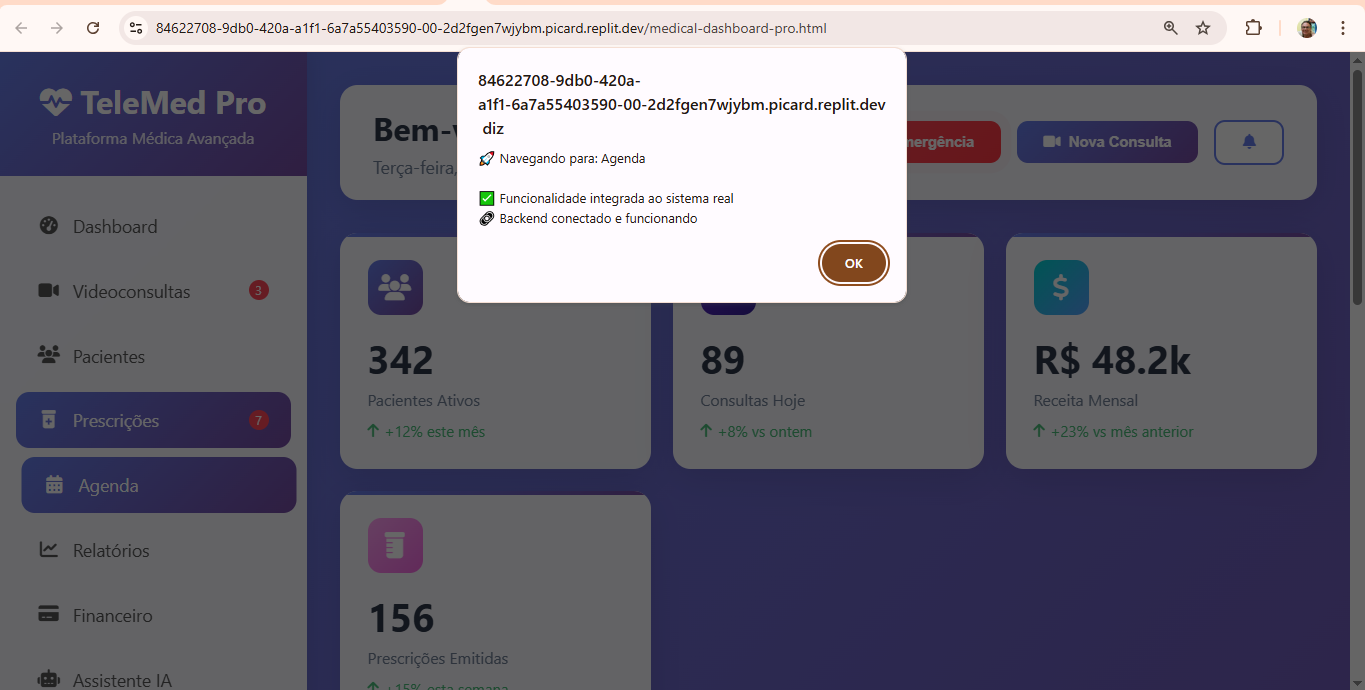 84622708-9db0-420a-a1f1-6a7a55403590-00-2d2fgen7wjybm.picard.replit.dev/medical-dashboard-pro.html
84622708-9db0-420a-
a1f1-6a7a55403590-00-2d2fgen7wjybm.picard.replit.dev
diz
🚀 Navegando para: Agenda
✅ Funcionalidade integrada ao sistema real
🔗 Backend conectado e funcionando
OK
TeleMed Pro
Plataforma Médica Avançada
Dashboard
Videoconsultas 3
Pacientes
Prescrições 7
Agenda
Relatórios
Financeiro
Assistente IA
Terça-feira,
Nova Consulta
342
Pacientes Ativos
+12% este mês
89
Consultas Hoje
+8% vs ontem
R$ 48.2k
Receita Mensal
+23% vs mês anterior
156
Prescrições Emitidas
+15% esta semana